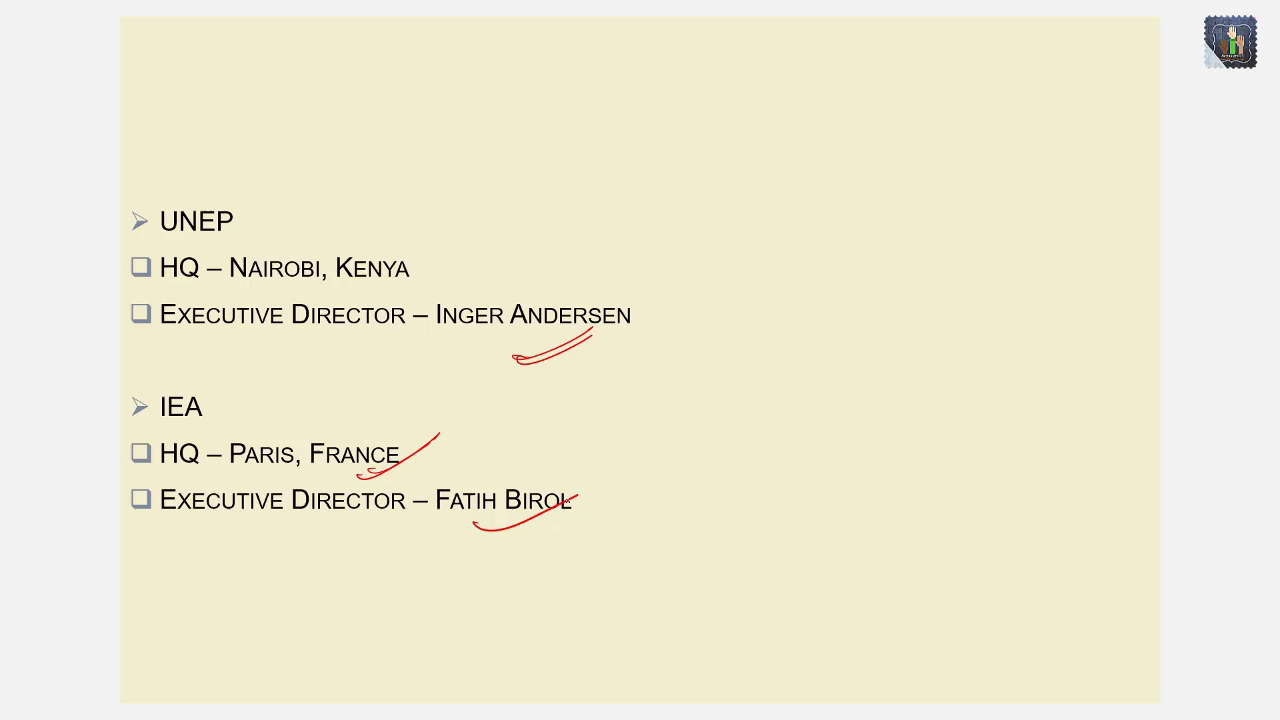 UNEP
HQ – Nairobi, Kenya
Executive Director – Inger Andersen
IEA
HQ – Paris, France
Executive Director – Fatih Birol